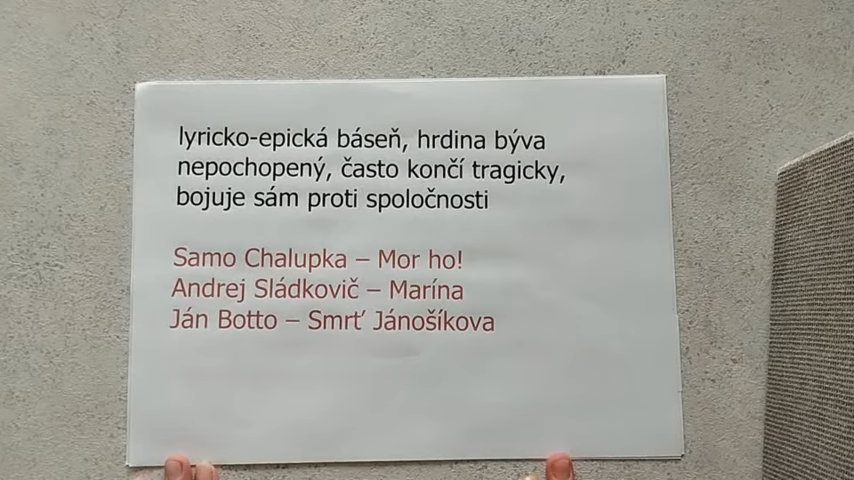 lyricko-epická báseň, hrdina býva
nepochopený, často končí tragicky,
bojuje sám proti spoločnosti
Samo Chalupka – Mor ho!
Andrej Sládkovič – Marína
Ján Botto – Smrť Jánošíkova